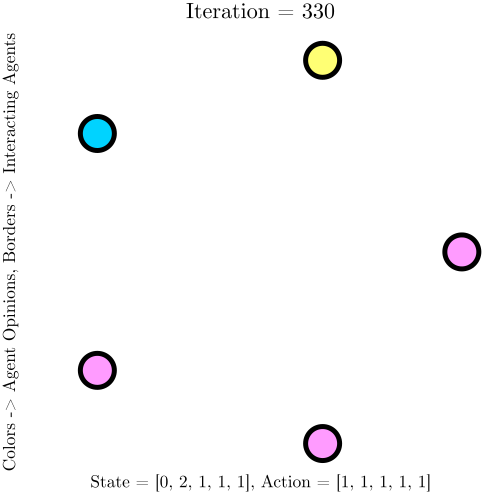 Iteration = 330
Colors -> Agent Opinions, Borders -> Interacting Agents
State = [0, 2, 1, 1, 1], Action = [1, 1, 1, 1, 1]